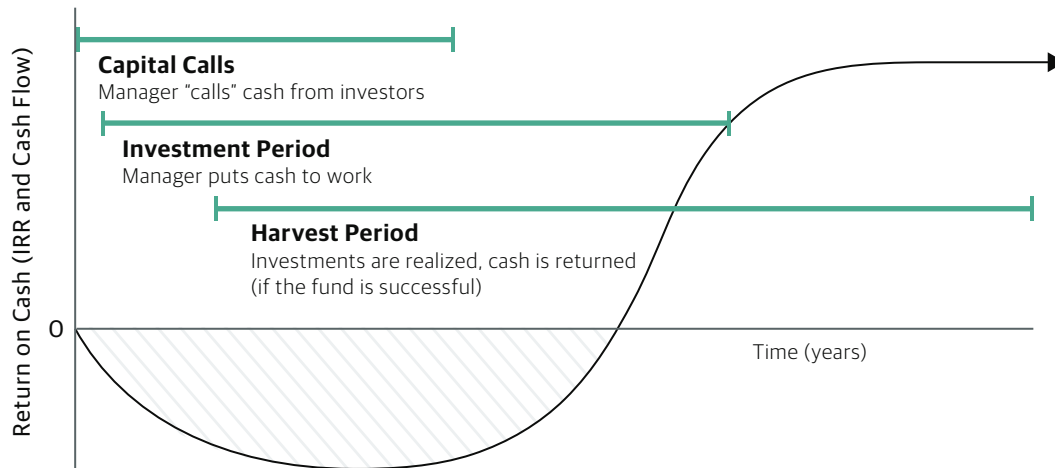 Return on Cash (IRR and Cash Flow)
Capital Calls
Manager “calls” cash from investors
Investment Period
Manager puts cash to work
Harvest Period
Investments are realized, cash is returned
(if the fund is successful)
0
Time (years)